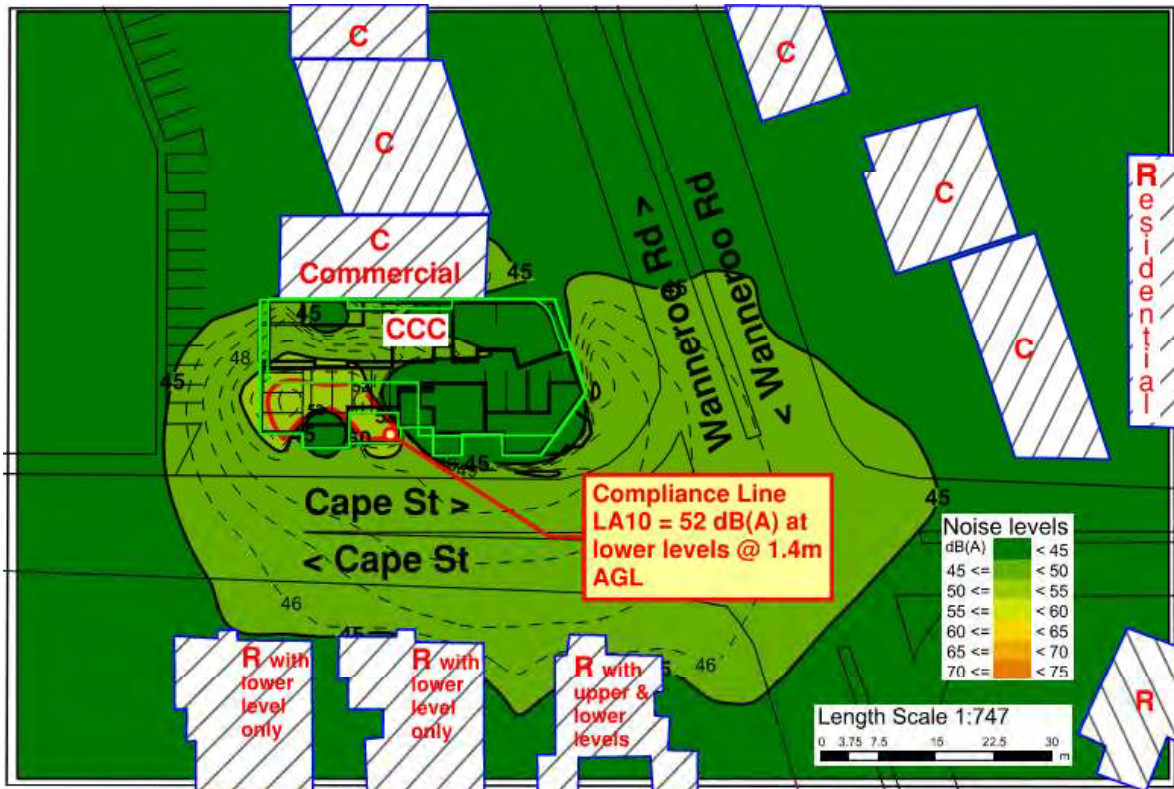 C
C
C
Commercial
C
C
C
Residential
Wanneroo Rd >
< Wanneroo Rd
45
45
45
CCC
48
45
45
45
Cape St >
< Cape St
Compliance Line
LA10 = 52 dB(A) at
lower levels @ 1.4m
AGL
46
46
R with
lower
level
only
R with
lower
level
only
R with
upper &
lower
levels
R
Noise levels
dB(A)
< 45
45 <= < 50
50 <= < 55
55 <= < 60
60 <= < 65
65 <= < 70
70 <= < 75
Length Scale 1:747
0 3.75 7.5 15 22.5 30
m